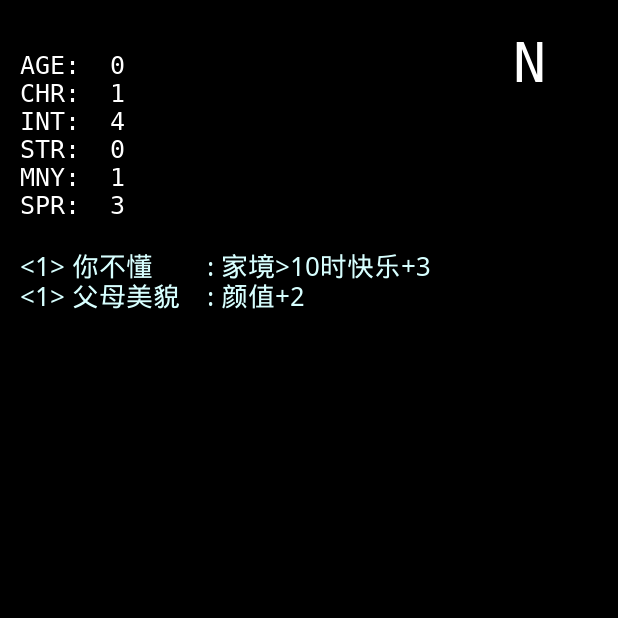 N
AGE: 0
CHR: 1
INT: 4
STR: 0
MNY: 1
SPR: 3
<1> 你不懂 : 家境>10时快乐+3
<1> 父母美貌 : 颜值+2